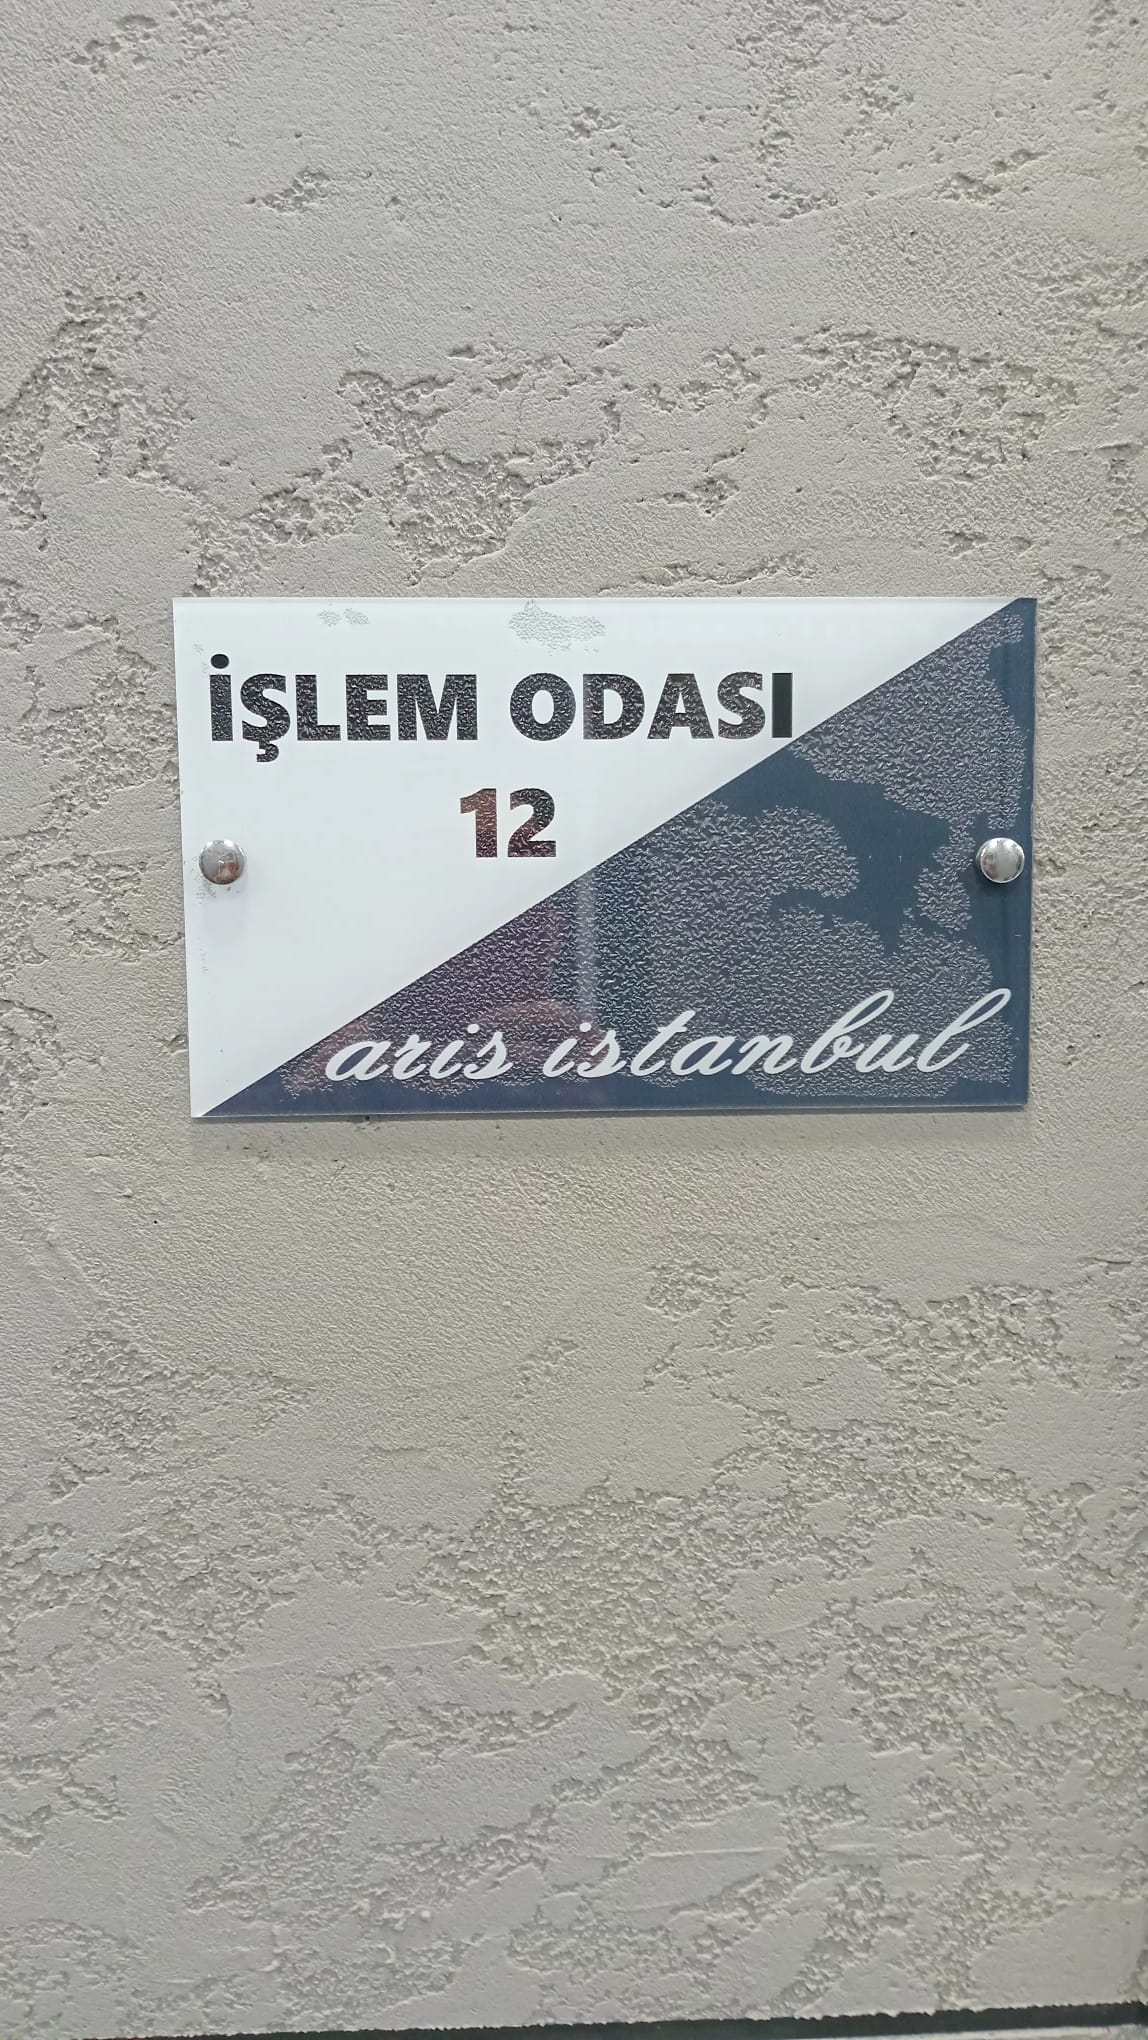 İŞLEM ODASI
12
aris istanbul